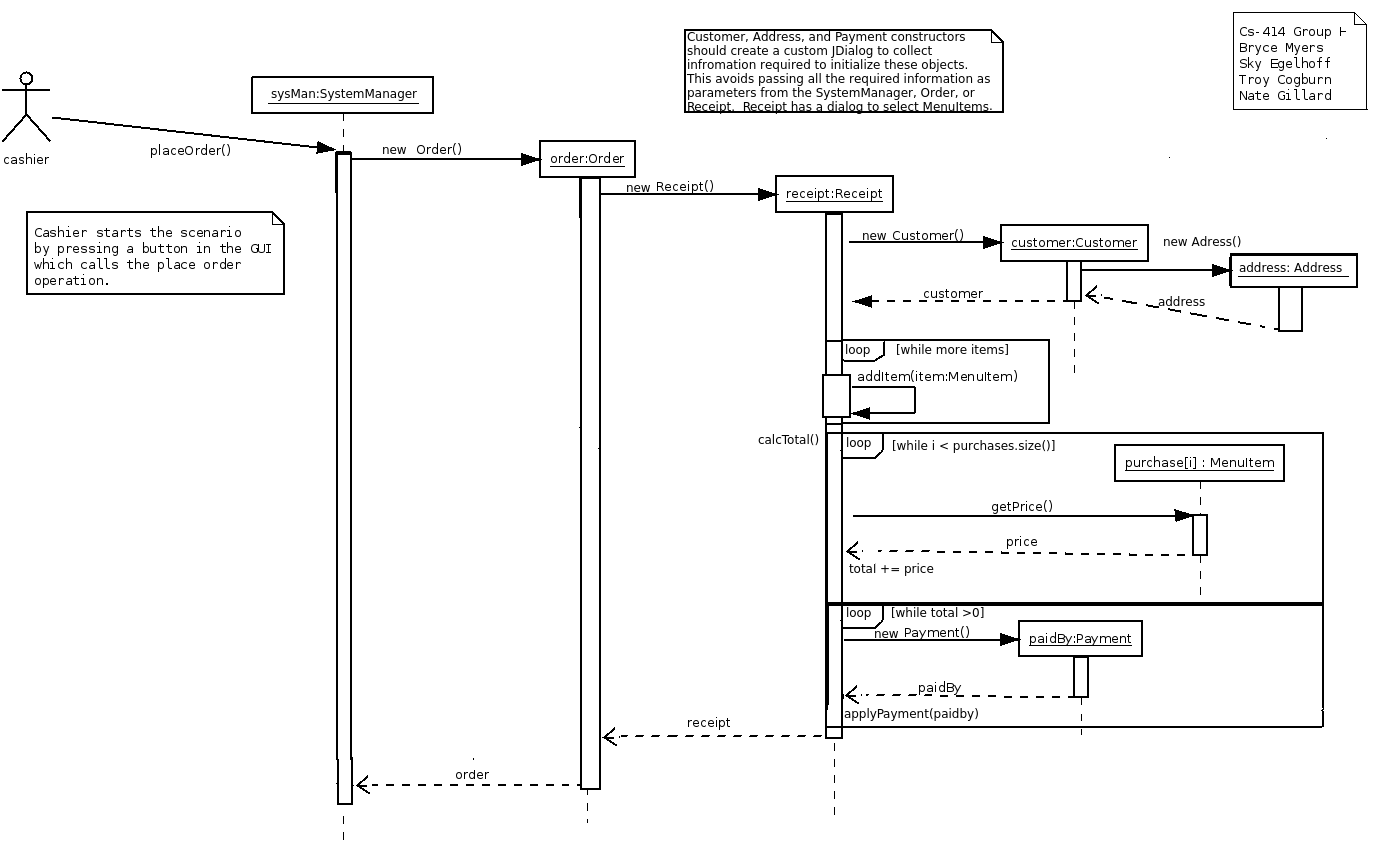 Customer, Address, and Payment constructors
should create a custom JDialog to collect
infromation required to initialize these objects.
This avoids passing all the required information as
parameters from the SystemManager, Order, or
Receipt.  Receipt has a dialog to select MenuItems.
Cs-414 Group H
Bryce Myers
Sky Egelhoff
Troy Cogburn
Nate Gillard
sysMan:SystemManager
cashier
placeOrder()
new  Order()
order:Order
new Receipt()
receipt:Receipt
Cashier starts the scenario
by pressing a button in the GUI
which calls the place order
operation.
new Customer()
customer:Customer
new Adress()
address: Address
customer
address
loop
[while more items]
addItem(item:MenuItem)
calcTotal()
loop
[while i < purchases.size()]
purchase[i] : MenuItem
getPrice()
price
total += price
loop
[while total >0]
new Payment()
paidBy:Payment
paidBy
applyPayment(paidby)
receipt
order